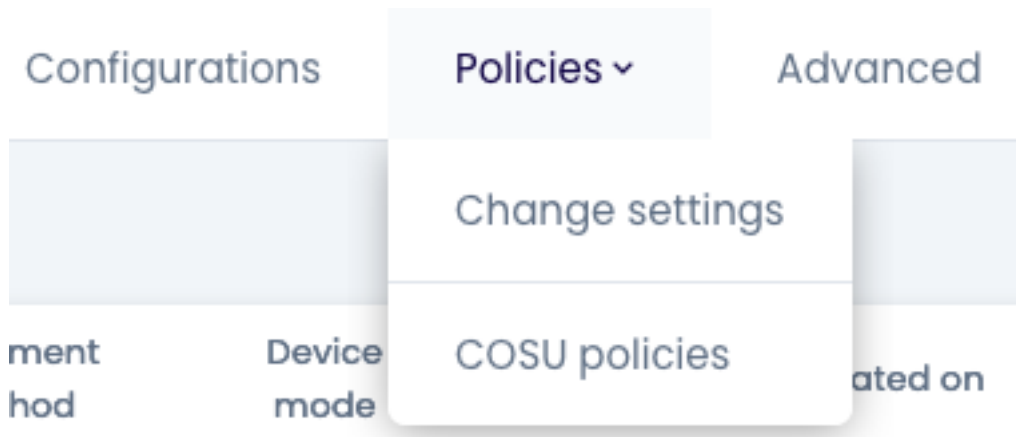 Configurations Policies Advanced
Change settings
COSU policies
ment
hod
Device
mode
ated on